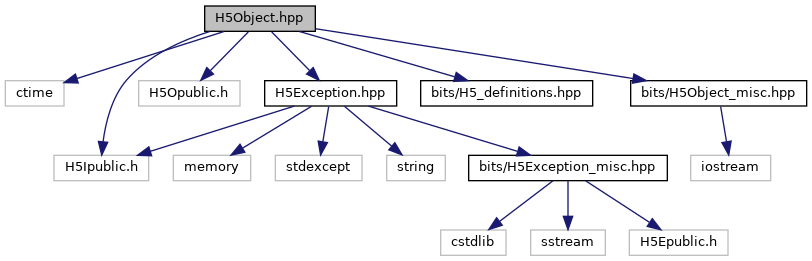 H5Object.hpp
ctime
H5Opublic.h
H5Exception.hpp
bits/H5_definitions.hpp
bits/H5Object_misc.hpp
H5Ipublic.h
memory
stdexcept
string
bits/H5Exception_misc.hpp
iostream
cstdlib
sstream
H5Epublic.h